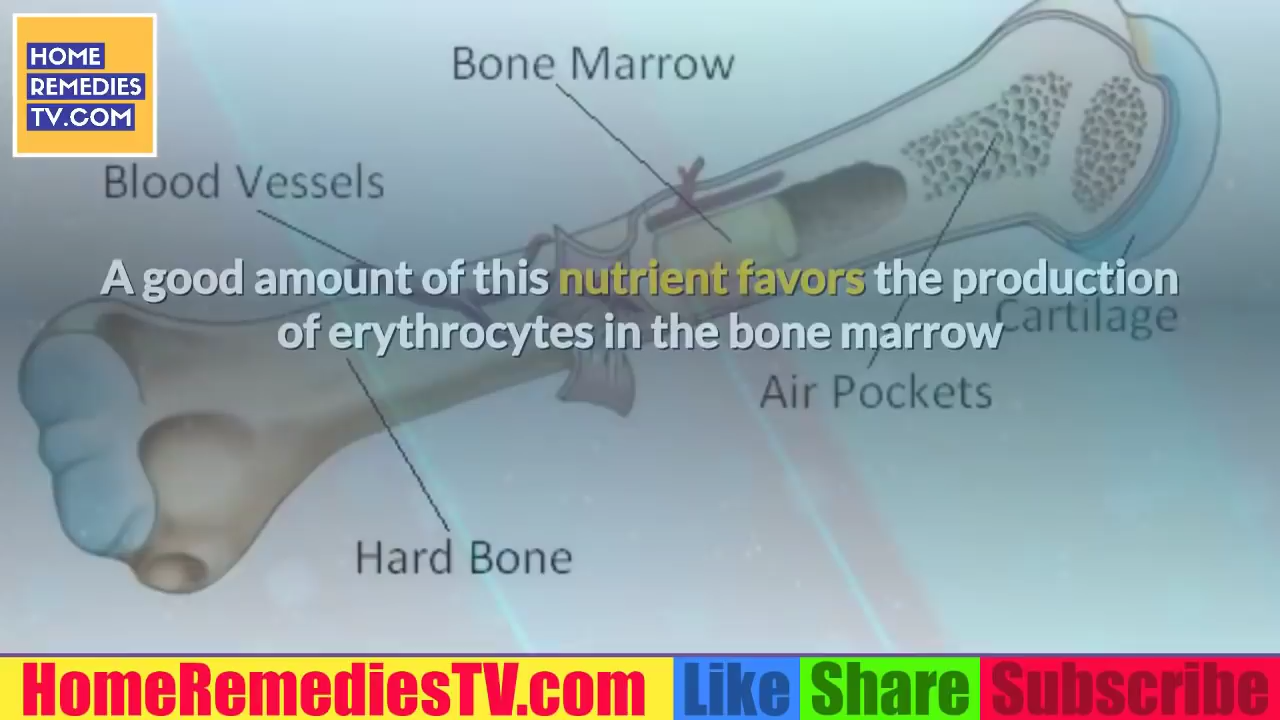 HOME
REMEDIES
TV.COM
Bone Marrow
Blood Vessels
A good amount of this nutrient favors the production
of erythrocytes in the bone marrow
Cartilage
Air Pockets
Hard Bone
HomeRemediesTV.com Like Share Subscribe